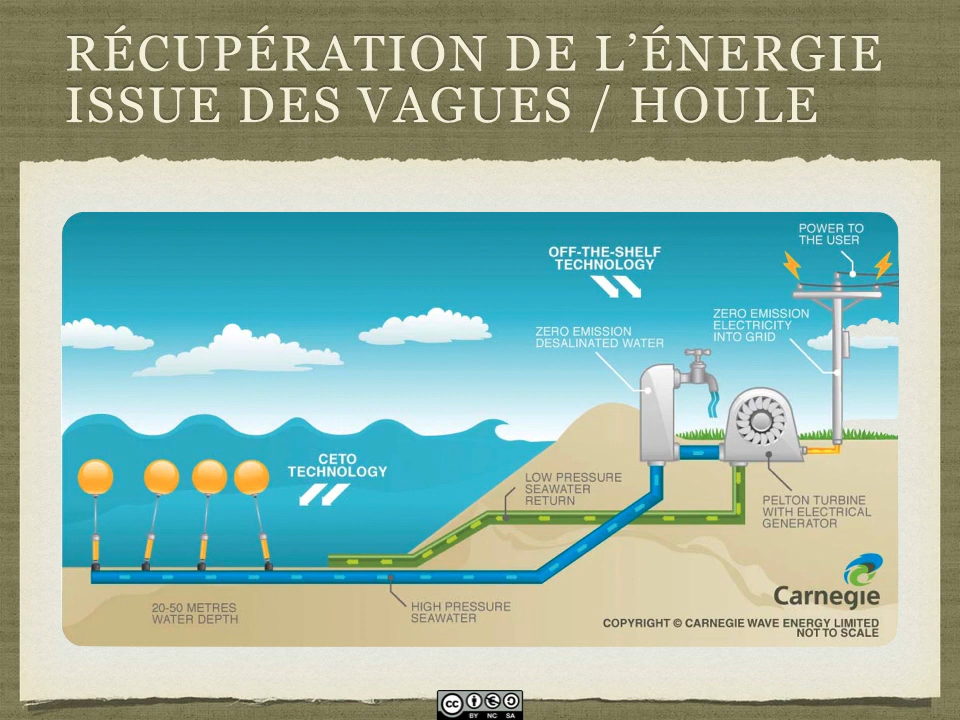 RÉCUPÉRATION DE L'ÉNERGIE
ISSUE DES VAGUES / HOULE
POWER TO
THE USER
OFF-THE-SHELF
TECHNOLOGY
ZERO EMISSION
ELECTRICITY
INTO GRID
ZERO EMISSION
DESALINATED WATER
CETO
TECHNOLOGY
LOW PRESSURE
SEAWATER
RETURN
PELTON TURBINE
WITH ELECTRICAL
GENERATOR
20-50 METRES
WATER DEPTH
HIGH PRESSURE
SEAWATER
Carnegie
COPYRIGHT © CARNEGIE WAVE ENERGY LIMITED
NOT TO SCALE
cc
BY NC SA